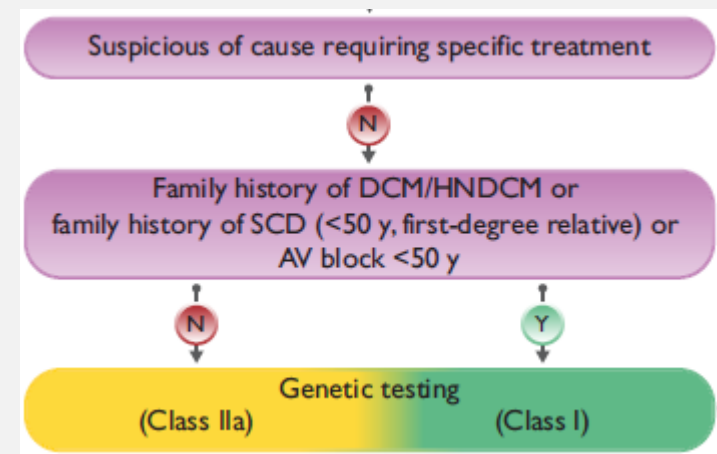 Suspicious of cause requiring specific treatment
N
Family history of DCM/HNDCM or
family history of SCD (<50 y, first-degree relative) or
AV block <50 y
N
Y
Genetic testing
(Class IIa)
(Class I)